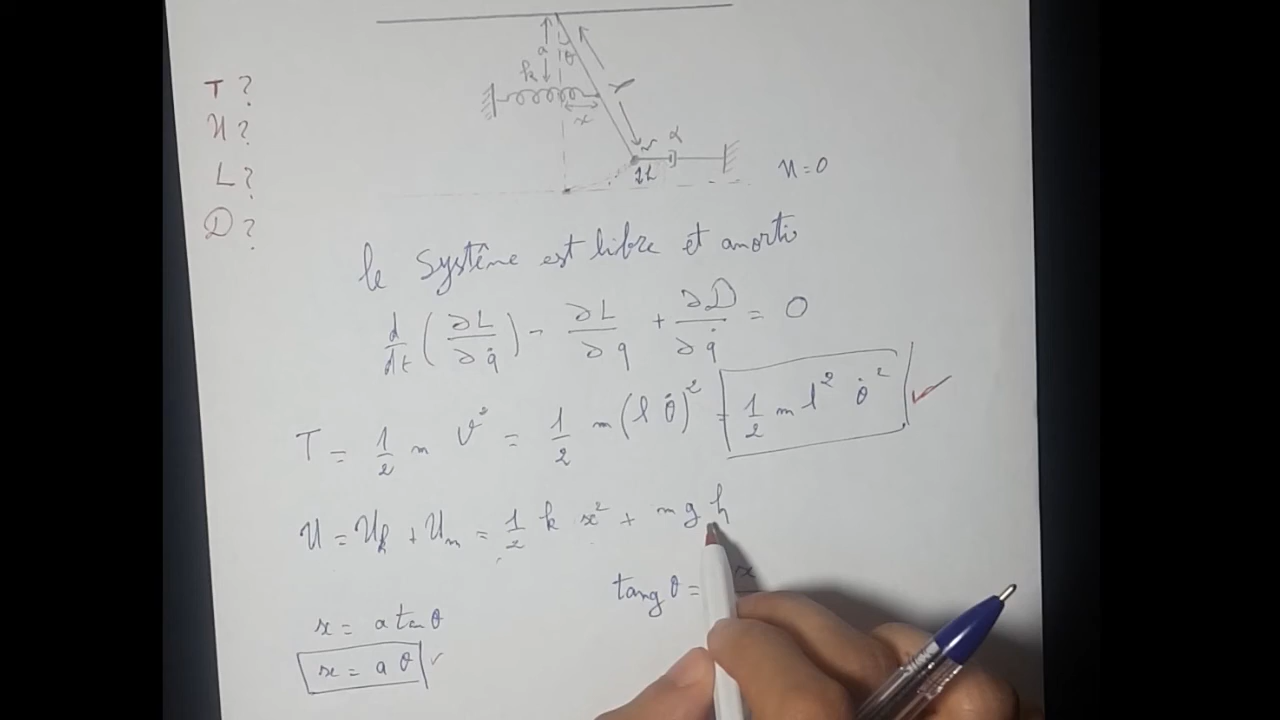 T ?
U ?
L ?
D ?
a
θ
k
x
l
α
h
U = 0
le Système est libre et amorti
d/dt ( ∂L/∂q̇ ) - ∂L/∂q + ∂D/∂q̇ = 0
T = 1/2 m v² = 1/2 m (l θ̇)² = 1/2 m l² θ̇²
U = Uk + Um = 1/2 k x² + m g h
tang θ = x
x = a tan θ
x = a θ